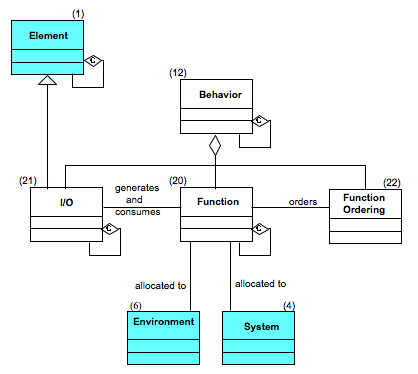 (1)
Element
C
(12)
Behavior
C
(21)
I/O
C
generates
and
consumes
(20)
Function
C
orders
(22)
Function
Ordering
allocated to
allocated to
(6)
Environment
(4)
System